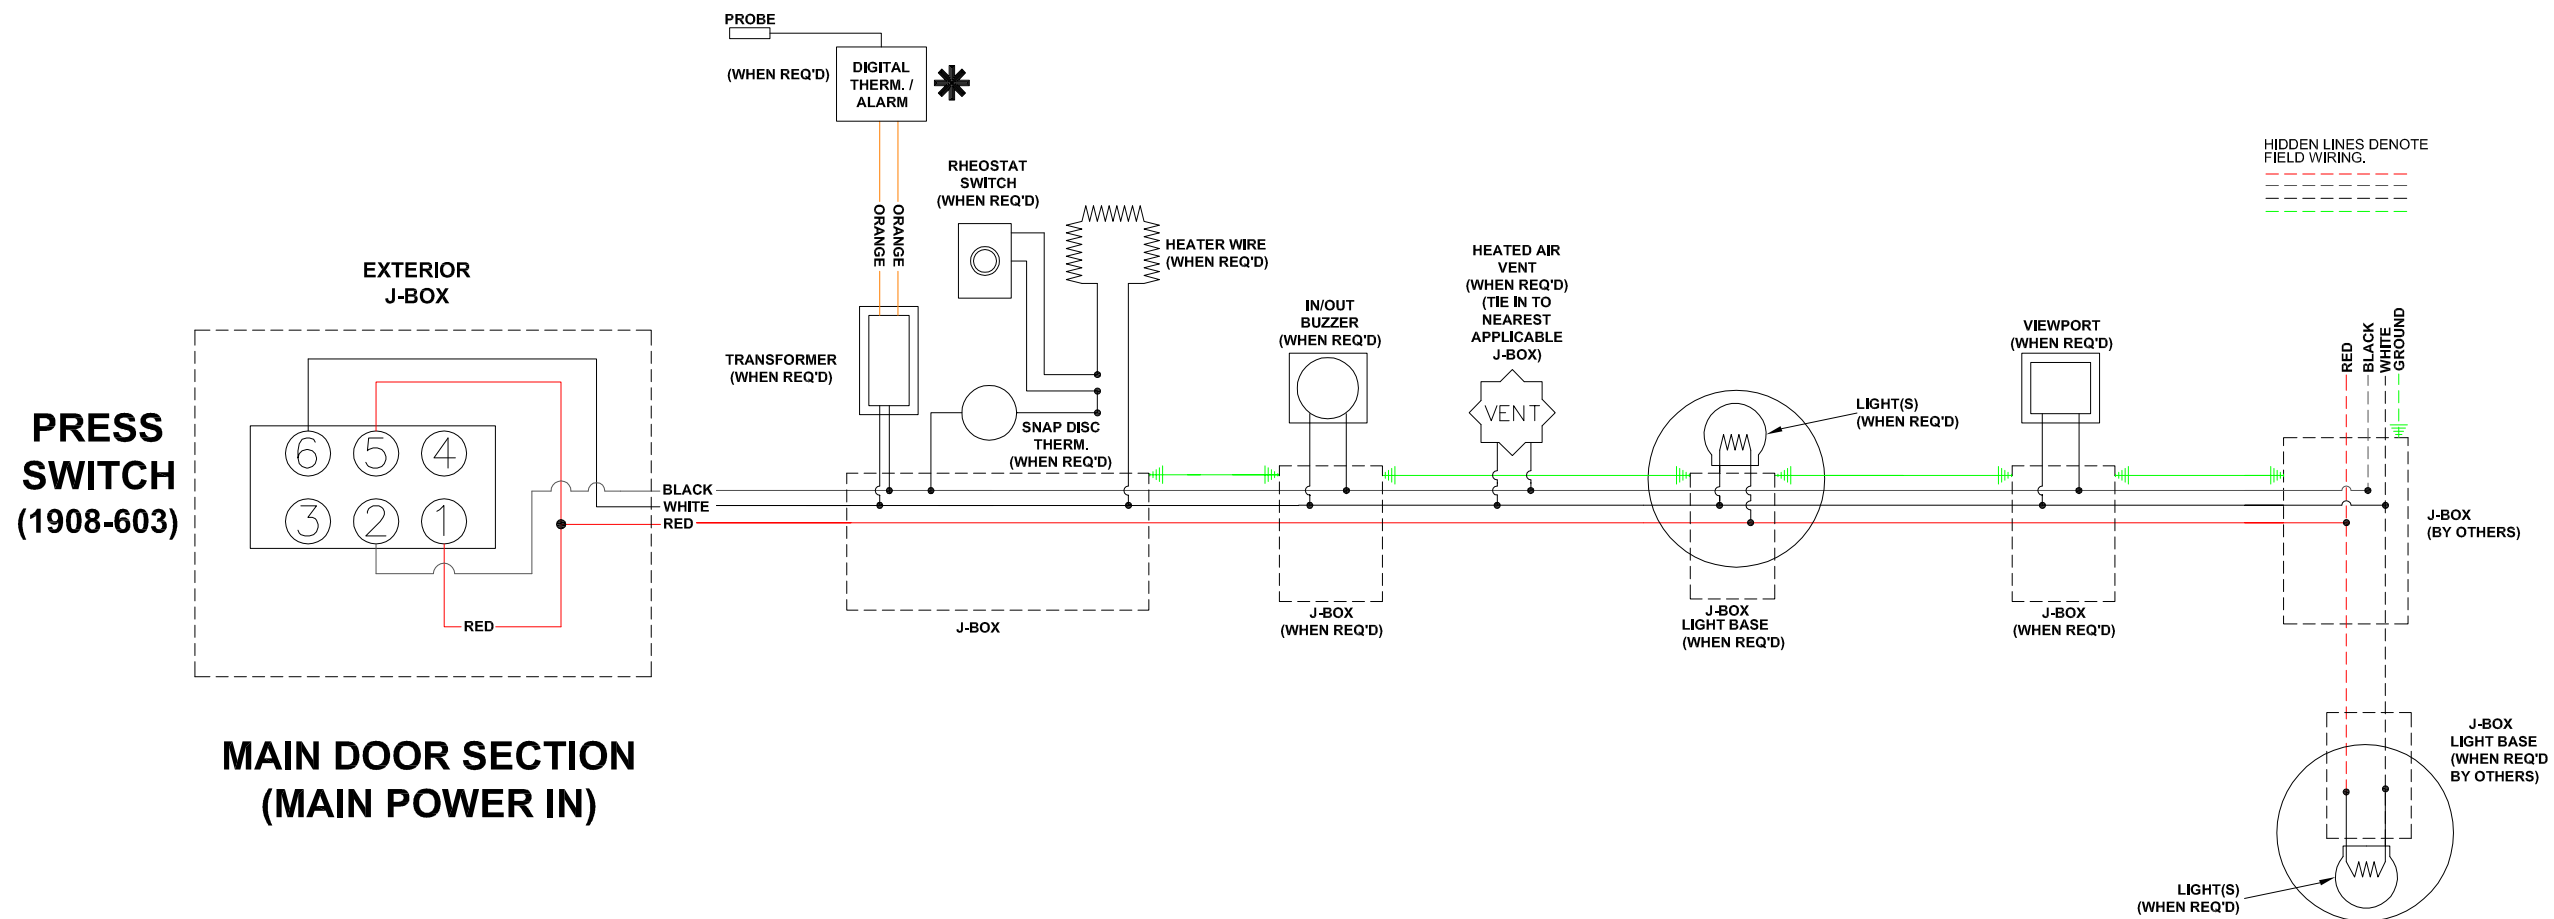 PROBE
(WHEN REQ'D)
DIGITAL
THERM. /
ALARM
ORANGE
ORANGE
RHEOSTAT
SWITCH
(WHEN REQ'D)
HEATER WIRE
(WHEN REQ'D)
HIDDEN LINES DENOTE
FIELD WIRING.
EXTERIOR
J-BOX
TRANSFORMER
(WHEN REQ'D)
SNAP DISC
THERM.
(WHEN REQ'D)
IN/OUT
BUZZER
(WHEN REQ'D)
HEATED AIR
VENT
(WHEN REQ'D)
(TIE IN TO
NEAREST
APPLICABLE
J-BOX)
VENT
LIGHT(S)
(WHEN REQ'D)
VIEWPORT
(WHEN REQ'D)
RED
BLACK
WHITE
GROUND
PRESS
SWITCH
(1908-603)
6 5 4
3 2 1
RED
BLACK
WHITE
RED
J-BOX
J-BOX
(WHEN REQ'D)
J-BOX
LIGHT BASE
(WHEN REQ'D)
J-BOX
(WHEN REQ'D)
J-BOX
(BY OTHERS)
MAIN DOOR SECTION
(MAIN POWER IN)
J-BOX
LIGHT BASE
(WHEN REQ'D
BY OTHERS)
LIGHT(S)
(WHEN REQ'D)